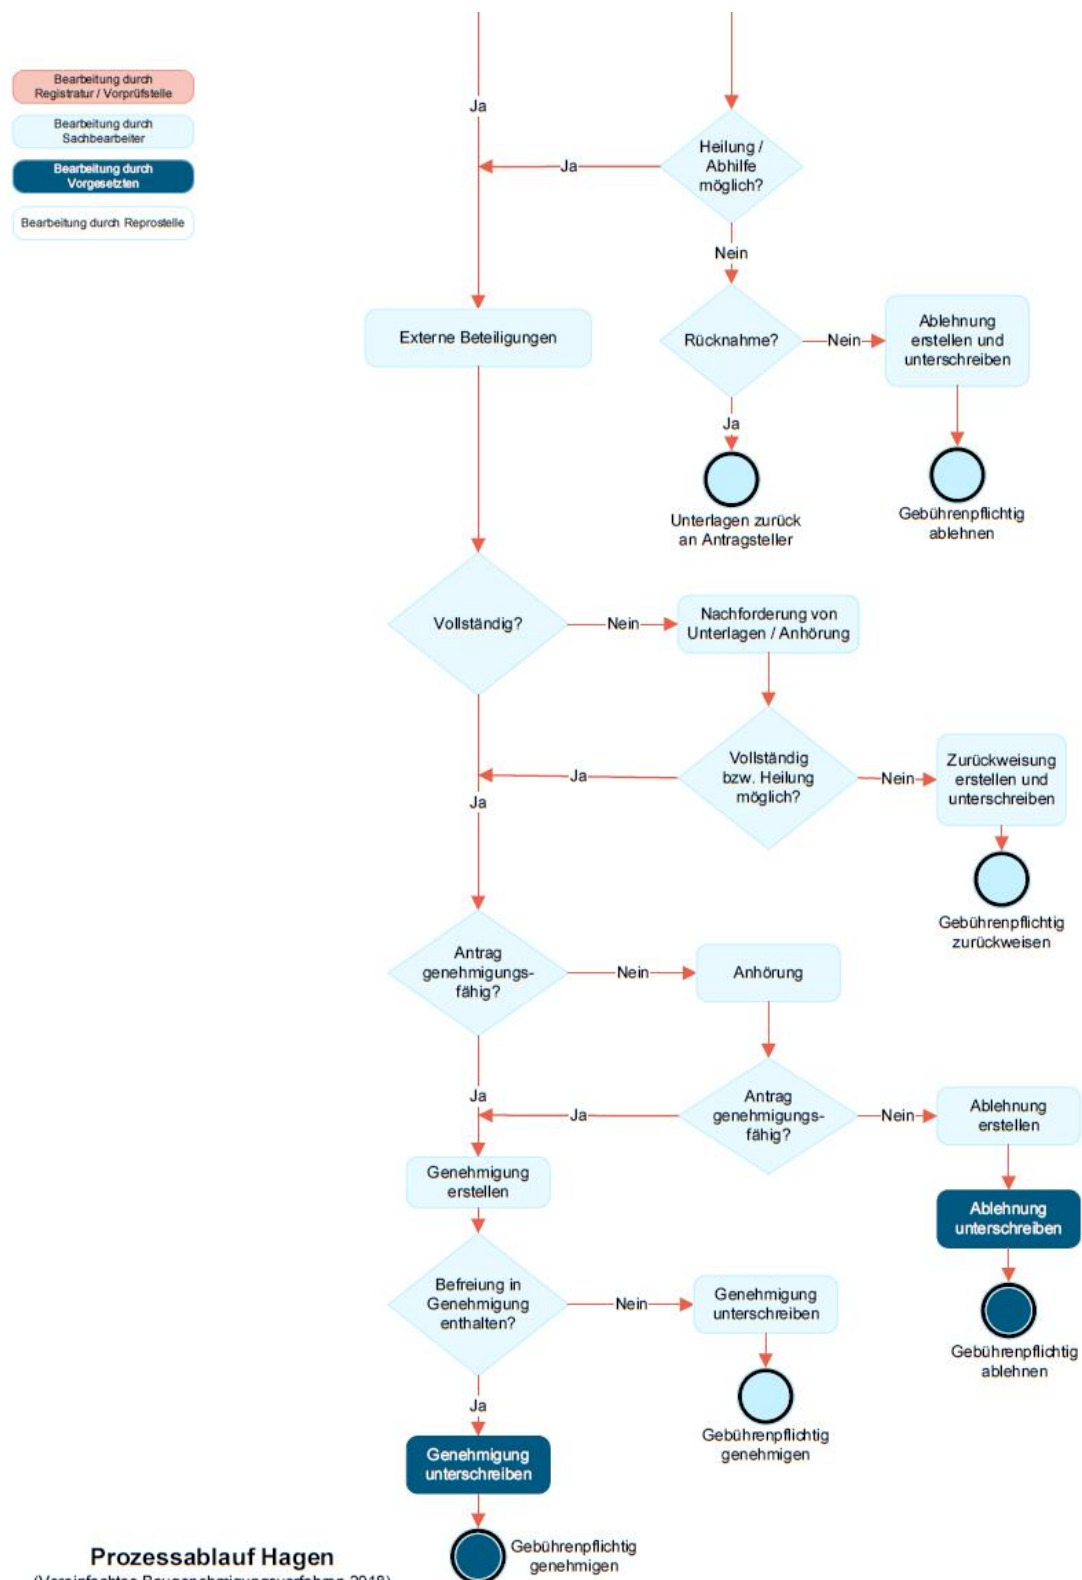 Bearbeitung durch
Registratur / Vorprüfstelle
Bearbeitung durch
Sachbearbeiter
Bearbeitung durch
Vorgesetzten
Bearbeitung durch Reprostelle
Ja
Heilung /
Abhilfe
möglich?
Ja
Nein
Externe Beteiligungen
Rücknahme?
Nein
Ablehnung
erstellen und
unterschreiben
Ja
Unterlagen zurück
an Antragsteller
Gebührenpflichtig
ablehnen
Vollständig?
Nein
Nachforderung von
Unterlagen / Anhörung
Ja
Vollständig
bzw. Heilung
möglich?
Ja
Nein
Zurückweisung
erstellen und
unterschreiben
Gebührenpflichtig
zurückweisen
Antrag
genehmigungs-
fähig?
Nein
Anhörung
Ja
Antrag
genehmigungs-
fähig?
Ja
Nein
Ablehnung
erstellen
Genehmigung
erstellen
Ablehnung
unterschreiben
Befreiung in
Genehmigung
enthalten?
Nein
Genehmigung
unterschreiben
Gebührenpflichtig
ablehnen
Ja
Gebührenpflichtig
genehmigen
Genehmigung
unterschreiben
Gebührenpflichtig
genehmigen
Prozessablauf Hagen
(Vereinfachtes Baugenehmigungsverfahren 2018)